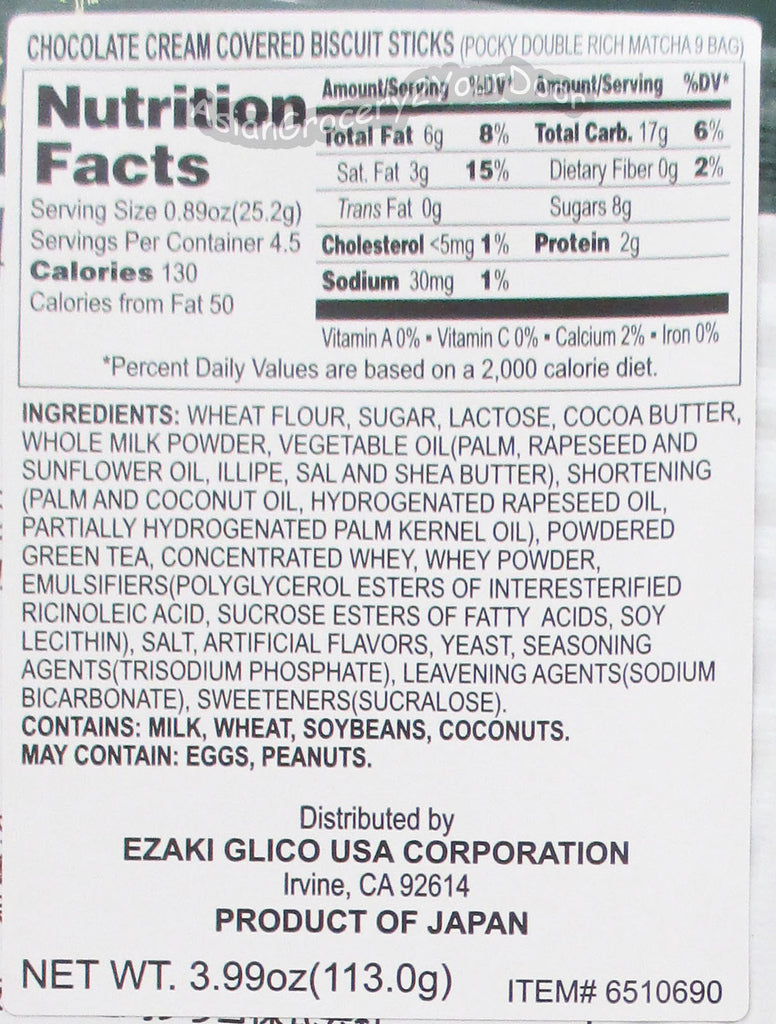 CHOCOLATE CREAM COVERED BISCUIT STICKS (POCKY DOUBLE RICH MATCHA 9 BAG)
Nutrition Facts
Serving Size 0.89oz(25.2g)
Servings Per Container 4.5
Calories 130
Calories from Fat 50
Amount/Serving %DV* Amount/Serving %DV*
Total Fat 6g 8% Total Carb. 17g 6%
Sat. Fat 3g 15% Dietary Fiber 0g 2%
Trans Fat 0g Sugars 8g
Cholesterol <5mg 1% Protein 2g
Sodium 30mg 1%
Vitamin A 0% ▪ Vitamin C 0% ▪ Calcium 2% ▪ Iron 0%
*Percent Daily Values are based on a 2,000 calorie diet.
AsianGrocery2YourDoor
INGREDIENTS: WHEAT FLOUR, SUGAR, LACTOSE, COCOA BUTTER,
WHOLE MILK POWDER, VEGETABLE OIL(PALM, RAPESEED AND
SUNFLOWER OIL, ILLIPE, SAL AND SHEA BUTTER), SHORTENING
(PALM AND COCONUT OIL, HYDROGENATED RAPESEED OIL,
PARTIALLY HYDROGENATED PALM KERNEL OIL), POWDERED
GREEN TEA, CONCENTRATED WHEY, WHEY POWDER,
EMULSIFIERS(POLYGLYCEROL ESTERS OF INTERESTERIFIED
RICINOLEIC ACID, SUCROSE ESTERS OF FATTY ACIDS, SOY
LECITHIN), SALT, ARTIFICIAL FLAVORS, YEAST, SEASONING
AGENTS(TRISODIUM PHOSPHATE), LEAVENING AGENTS(SODIUM
BICARBONATE), SWEETENERS(SUCRALOSE).
CONTAINS: MILK, WHEAT, SOYBEANS, COCONUTS.
MAY CONTAIN: EGGS, PEANUTS.
Distributed by
EZAKI GLICO USA CORPORATION
Irvine, CA 92614
PRODUCT OF JAPAN
NET WT. 3.99oz(113.0g) ITEM# 6510690